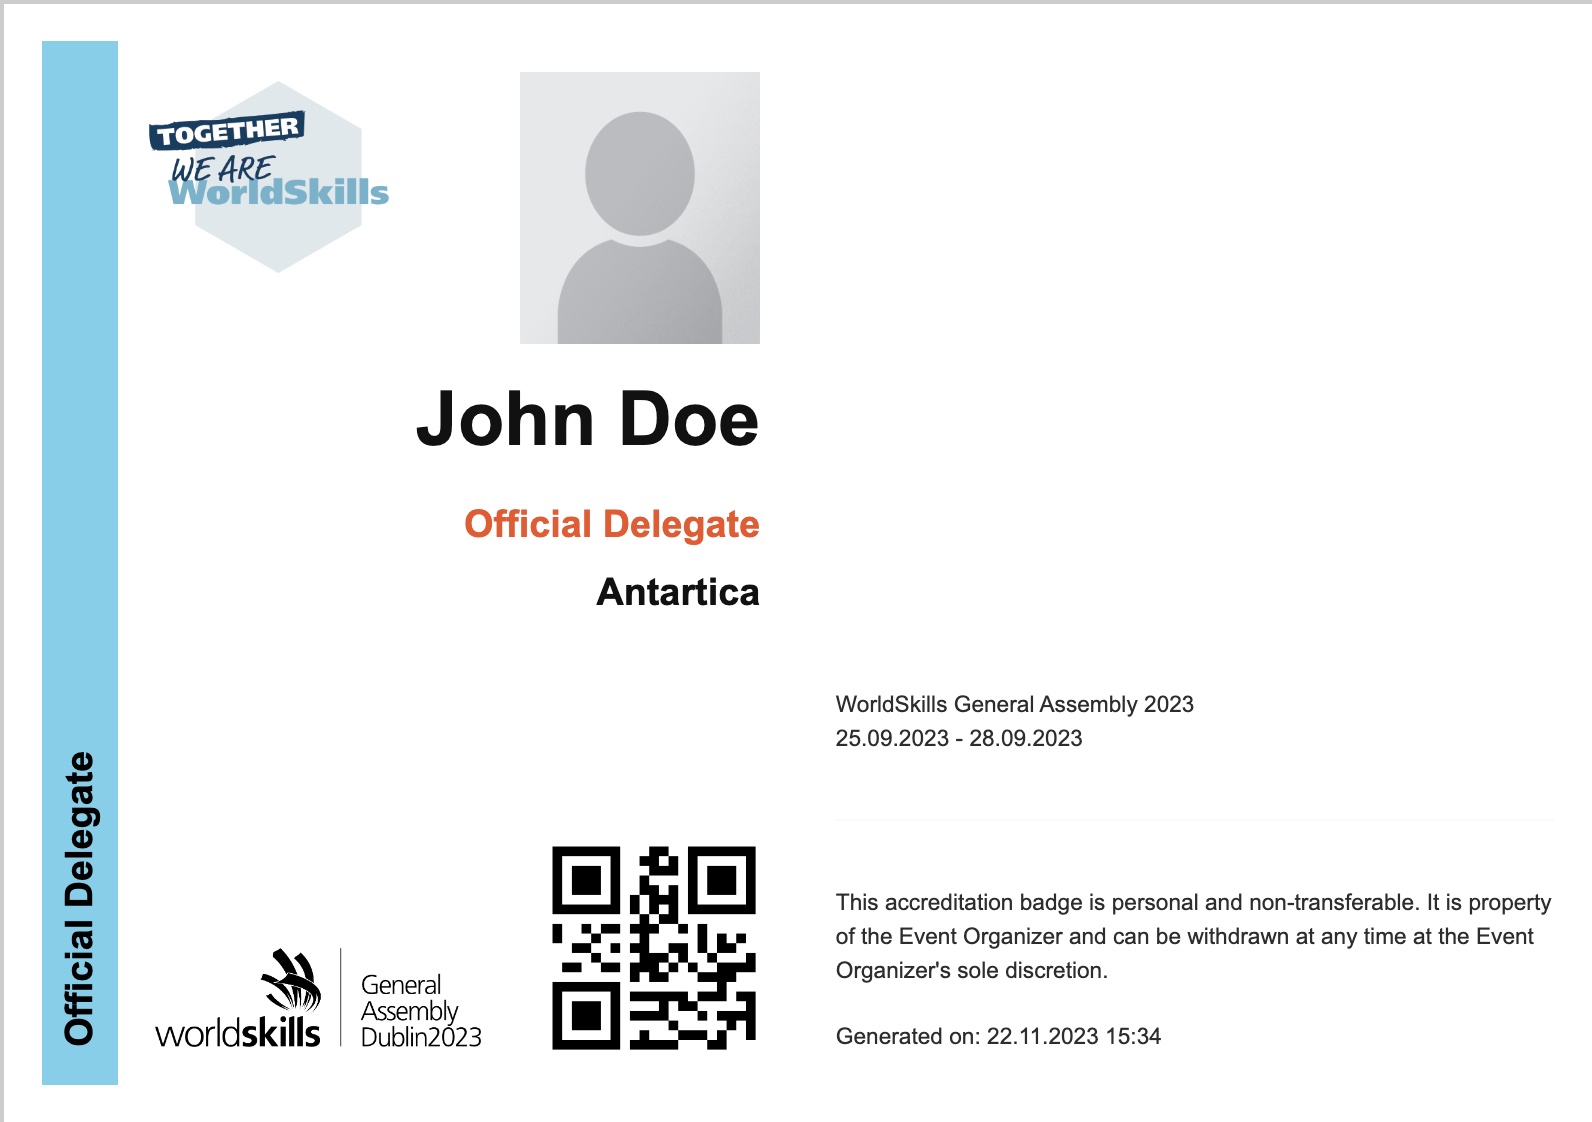 TOGETHER
WE ARE
WorldSkills
John Doe
Official Delegate
Antartica
Official Delegate
worldskills
General
Assembly
Dublin2023
WorldSkills General Assembly 2023
25.09.2023 - 28.09.2023
This accreditation badge is personal and non-transferable. It is property
of the Event Organizer and can be withdrawn at any time at the Event
Organizer's sole discretion.
Generated on: 22.11.2023 15:34